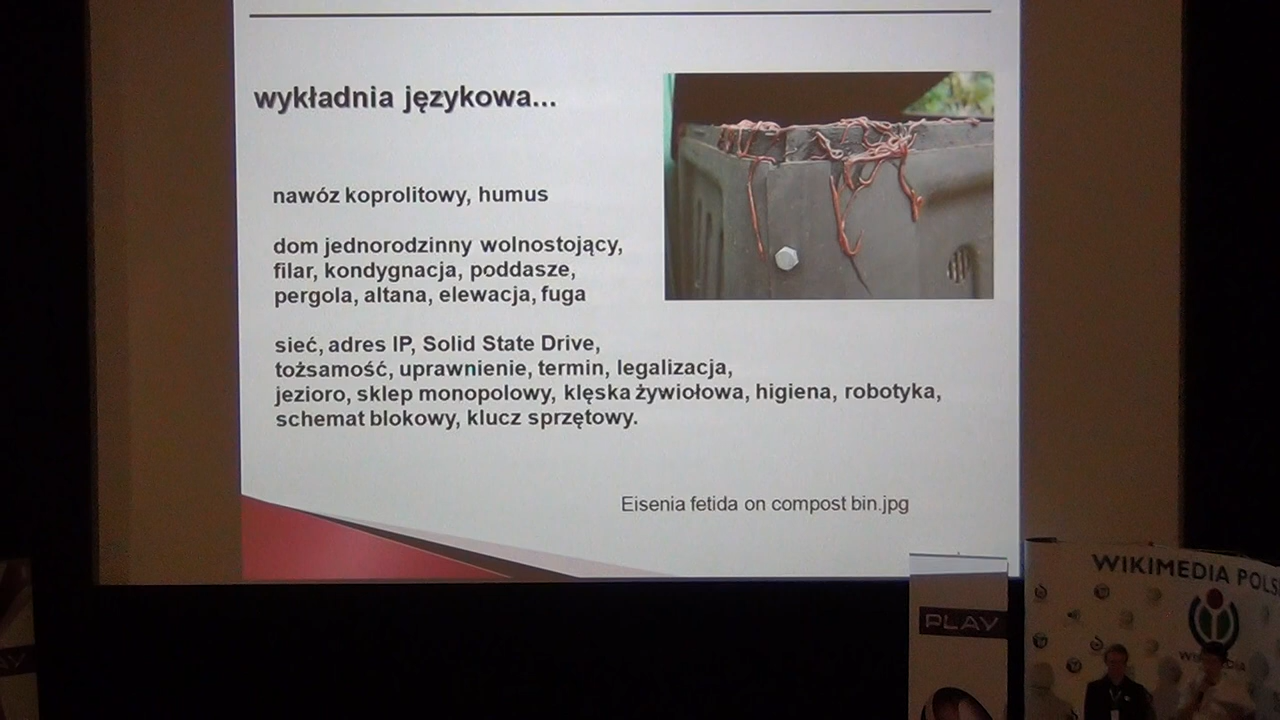 wykładnia językowa...
nawóz koprolitowy, humus
dom jednorodzinny wolnostojący,
filar, kondygnacja, poddasze,
pergola, altana, elewacja, fuga
sieć, adres IP, Solid State Drive,
tożsamość, uprawnienie, termin, legalizacja,
jezioro, sklep monopolowy, klęska żywiołowa, higiena, robotyka,
schemat blokowy, klucz sprzętowy.
Eisenia fetida on compost bin.jpg
PLAY
WIKIMEDIA POLS